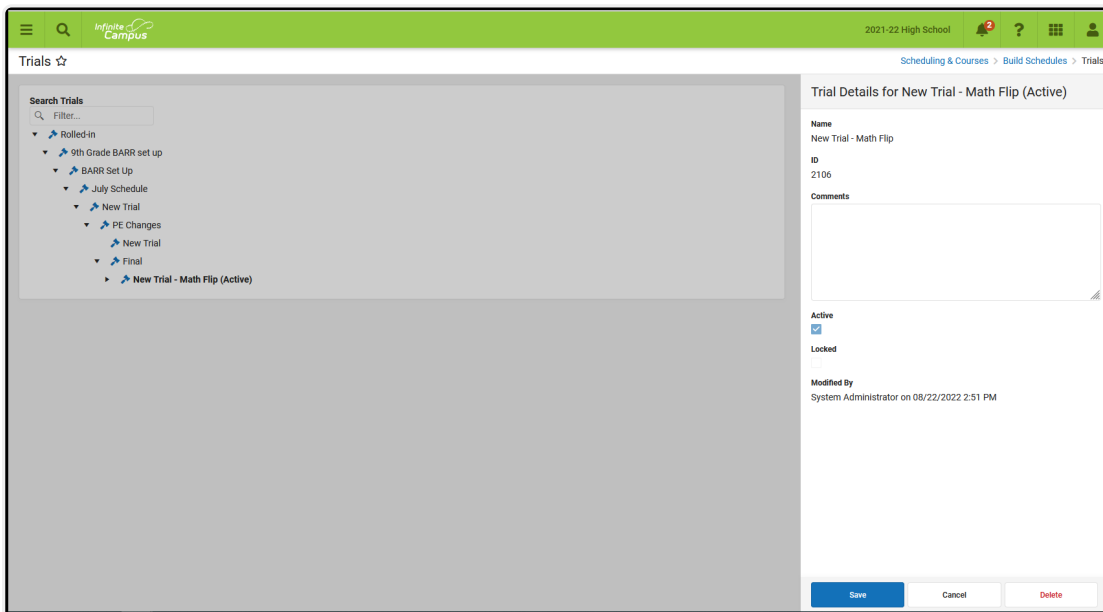 Infinite
Campus
2021-22 High School
2
?
Trials
Scheduling & Courses > Build Schedules > Trials
Search Trials
Filter...
Rolled-in
9th Grade BARR set up
BARR Set Up
July Schedule
New Trial
PE Changes
New Trial
Final
New Trial - Math Flip (Active)
Trial Details for New Trial - Math Flip (Active)
Name
New Trial - Math Flip
ID
2106
Comments
Active
Locked
Modified By
System Administrator on 08/22/2022 2:51 PM
Save
Cancel
Delete